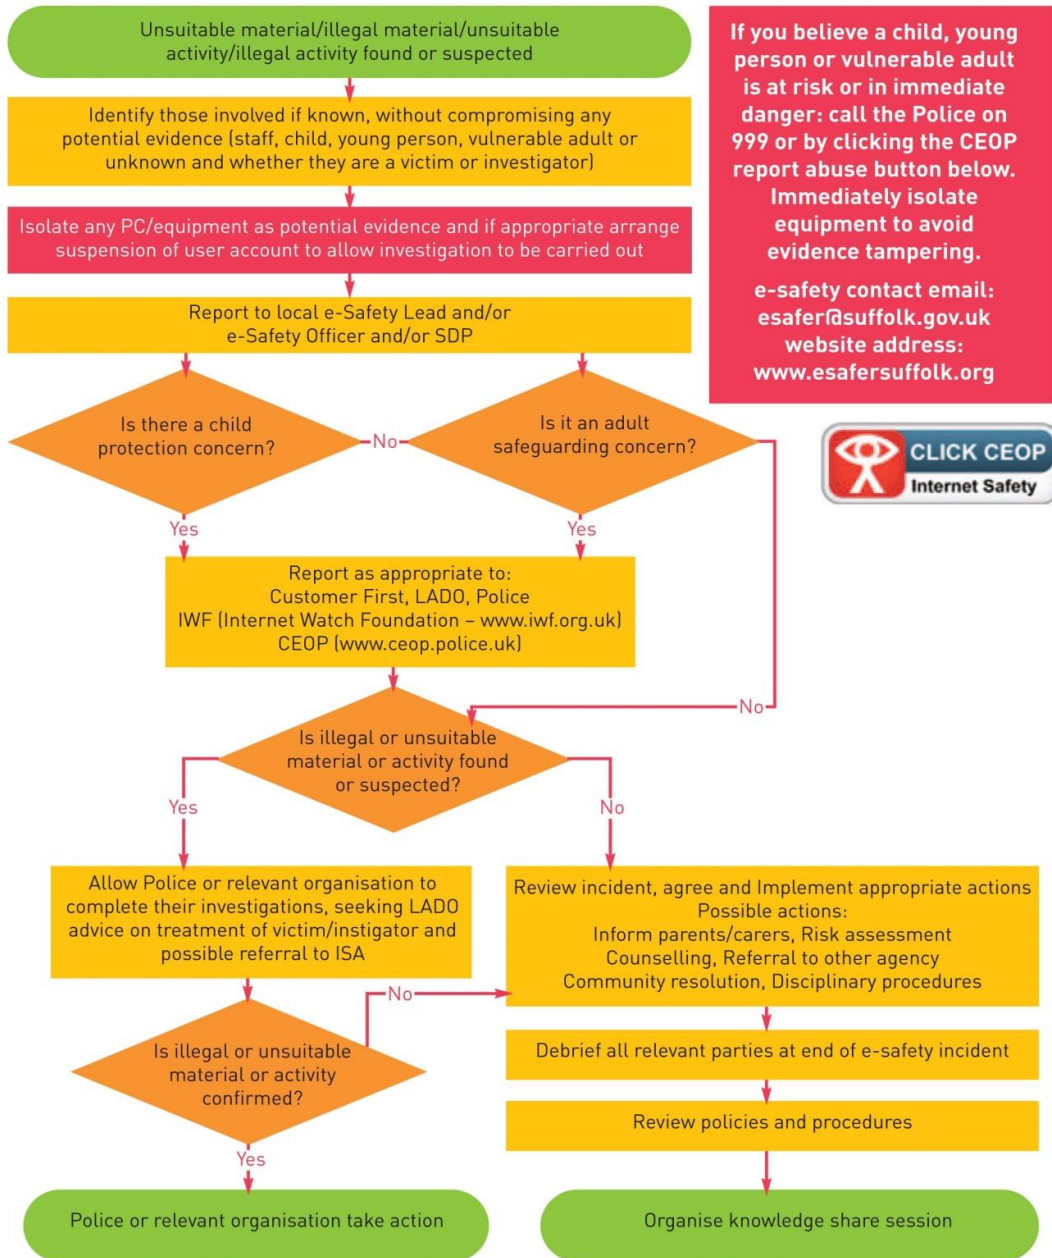 Unsuitable material/illegal material/unsuitable
activity/illegal activity found or suspected
If you believe a child, young
person or vulnerable adult
is at risk or in immediate
danger: call the Police on
999 or by clicking the CEOP
report abuse button below.
Immediately isolate
equipment to avoid
evidence tampering.
e-safety contact email:
esafer@suffolk.gov.uk
website address:
www.esafersuffolk.org
Identify those involved if known, without compromising any
potential evidence (staff, child, young person, vulnerable adult or
unknown and whether they are a victim or investigator)
Isolate any PC/equipment as potential evidence and if appropriate arrange
suspension of user account to allow investigation to be carried out
Report to local e-Safety Lead and/or
e-Safety Officer and/or SDP
Is there a child
protection concern?
No
Is it an adult
safeguarding concern?
CLICK CEOP
Internet Safety
Yes
Yes
Report as appropriate to:
Customer First, LADO, Police
IWF (Internet Watch Foundation – www.iwf.org.uk)
CEOP (www.ceop.police.uk)
No
Is illegal or unsuitable
material or activity found
or suspected?
Yes
No
Allow Police or relevant organisation to
complete their investigations, seeking LADO
advice on treatment of victim/instigator and
possible referral to ISA
Review incident, agree and Implement appropriate actions
Possible actions:
Inform parents/carers, Risk assessment
Counselling, Referral to other agency
Community resolution, Disciplinary procedures
No
Is illegal or unsuitable
material or activity
confirmed?
Debrief all relevant parties at end of e-safety incident
Review policies and procedures
Yes
Police or relevant organisation take action
Organise knowledge share session